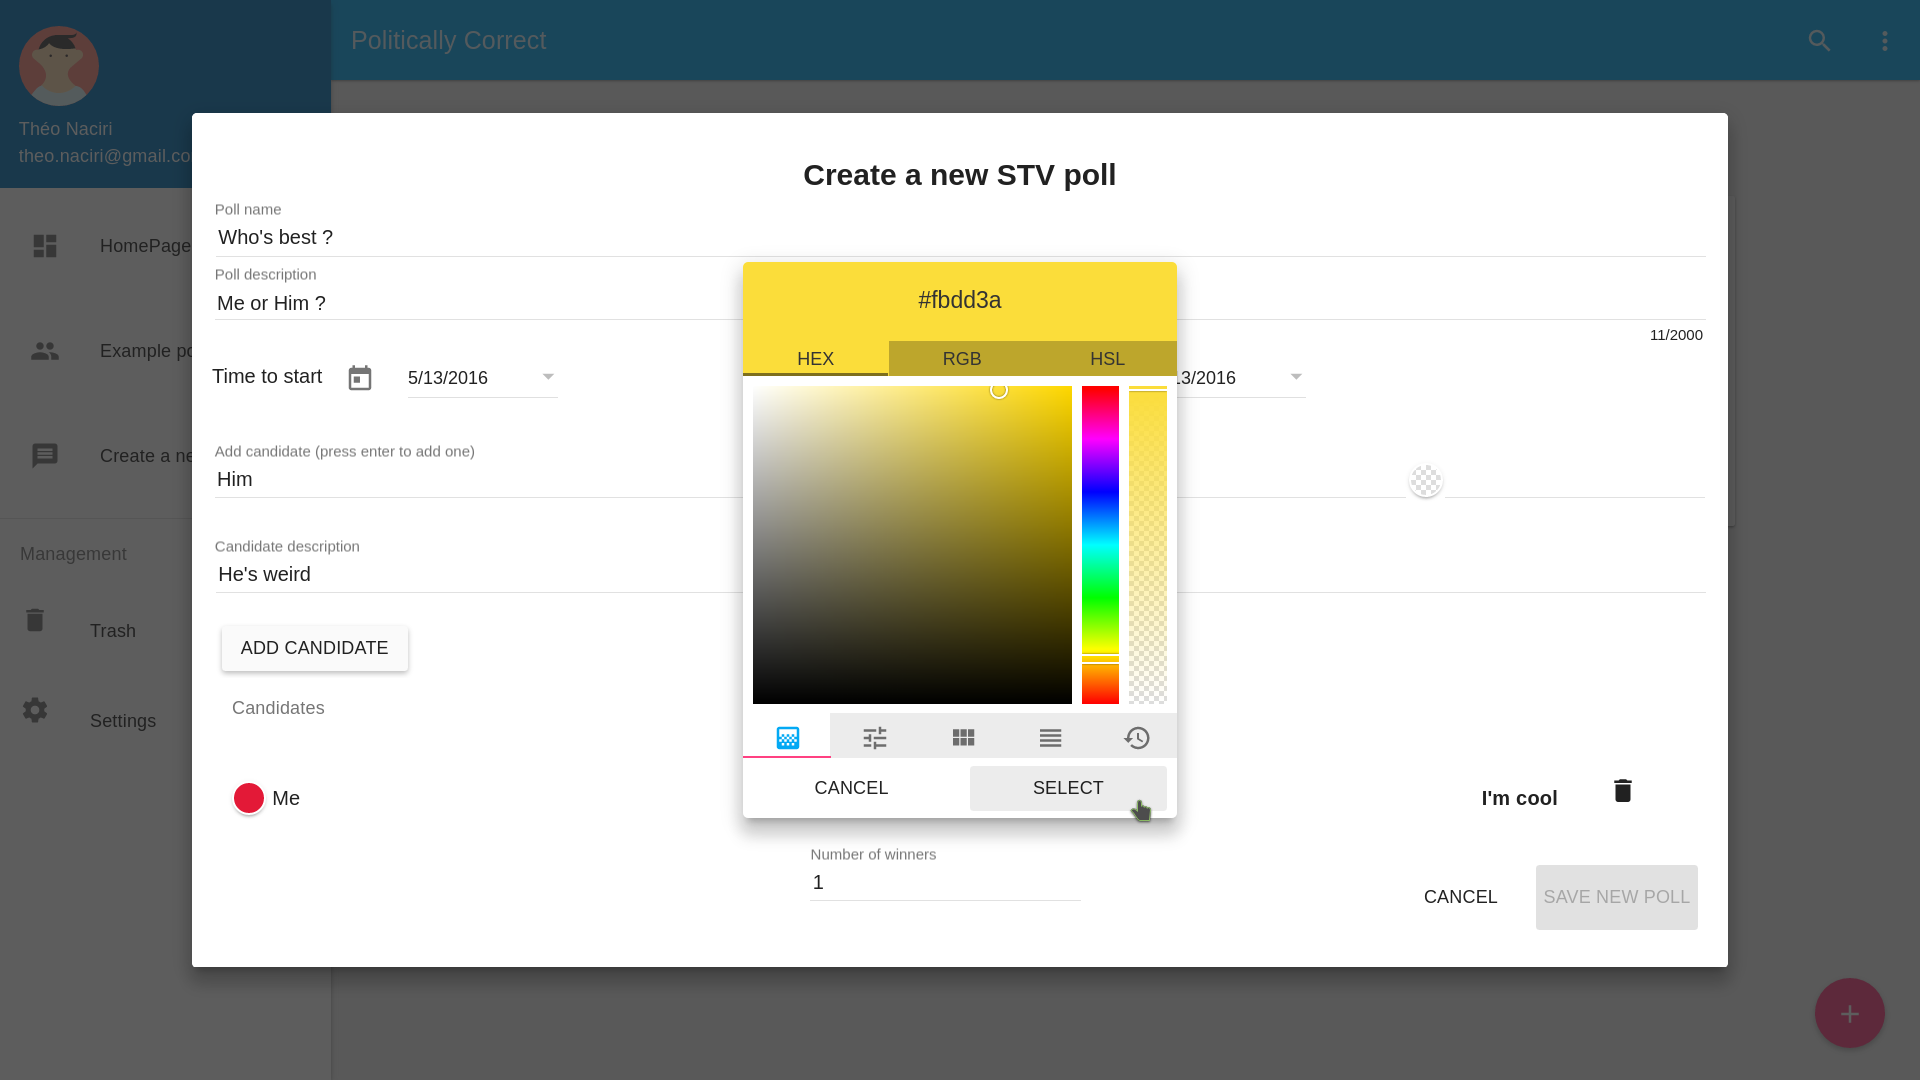 Politically Correct
Théo Naciri
theo.naciri@gmail.co
HomePage
Example po
Create a ne
Management
Trash
Settings
Create a new STV poll
Poll name
Who's best ?
Poll description
Me or Him ?
11/2000
Time to start
5/13/2016
13/2016
Add candidate (press enter to add one)
Him
Candidate description
He's weird
ADD CANDIDATE
Candidates
Me
I'm cool
Number of winners
1
CANCEL
SAVE NEW POLL
#fbdd3a
HEX
RGB
HSL
CANCEL
SELECT